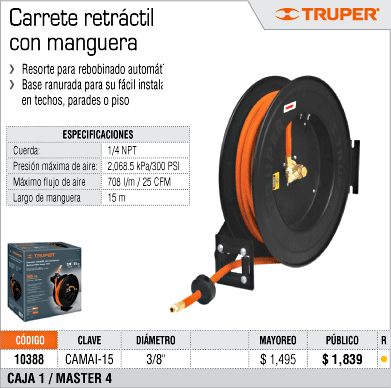 Carrete retráctil
con manguera
TRUPER®
Resorte para rebobinado automát
Base ranurada para su fácil instala
en techos, parades o piso
ESPECIFICACIONES
Cuerda: 1/4 NPT
Presión máxima de aire: 2,068.5 kPa/300 PSI
Máximo flujo de aire 708 l/m / 25 CFM
Largo de manguera 15 m
TRUPER
CÓDIGO CLAVE DIÁMETRO MAYOREO PÚBLICO R
10388 CAMAI-15 3/8" $ 1,495 $ 1,839
CAJA 1 / MASTER 4